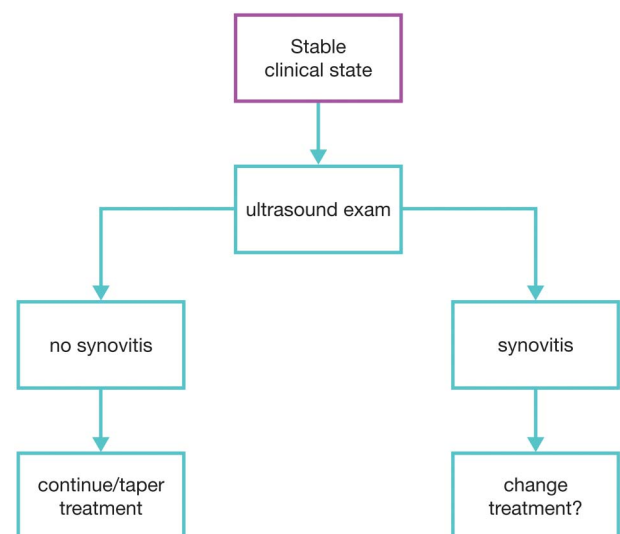 Stable
clinical state
ultrasound exam
no synovitis
synovitis
continue/taper
treatment
change
treatment?